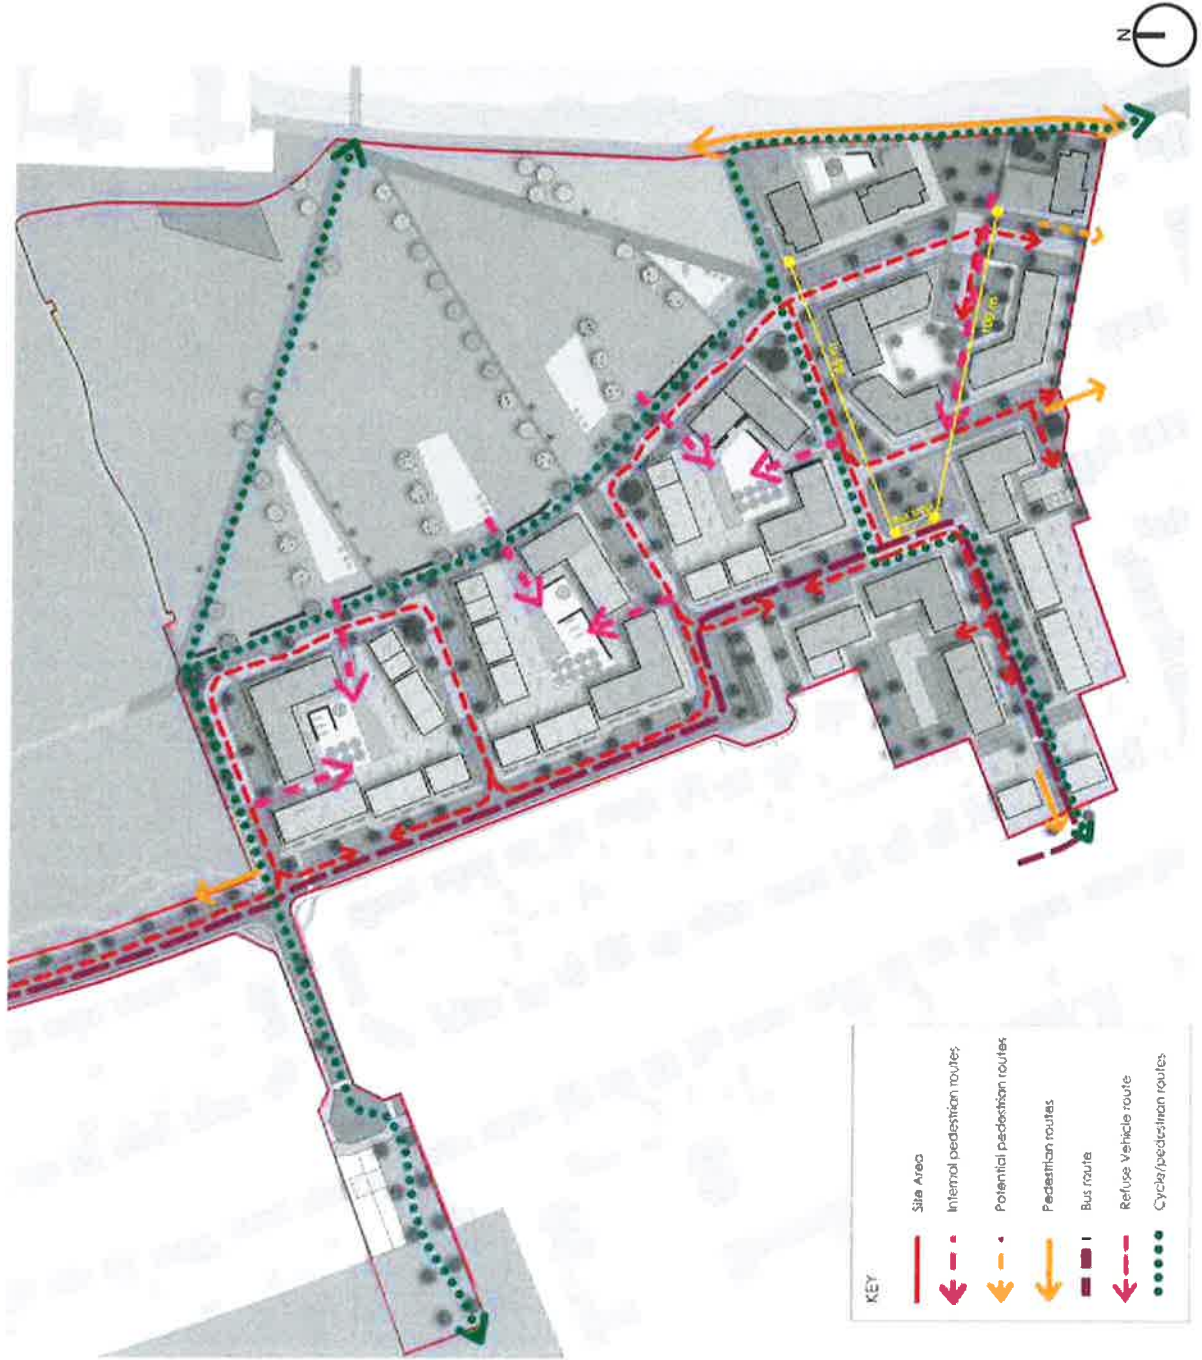 N
KEY
Site Area
Internal pedestrian routes
Potential pedestrian routes
Pedestrian routes
Bus route
Refuse Vehicle route
Cycle/pedestrian routes